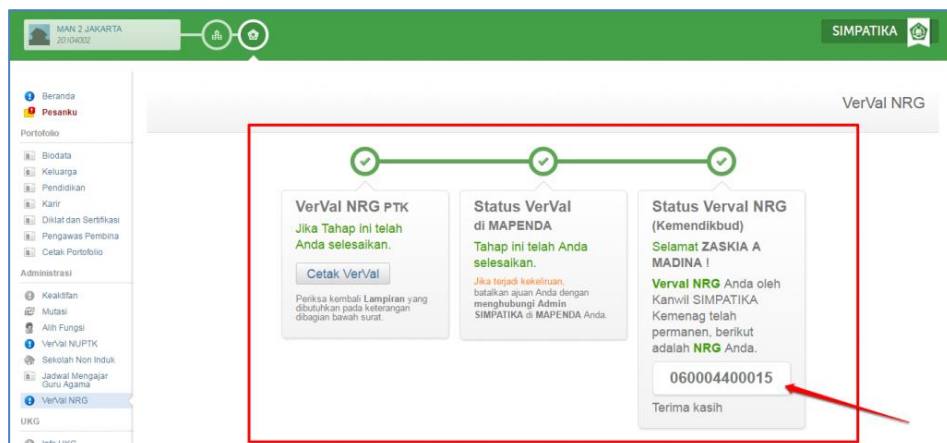 MAN 2 JAKARTA
20104002
SIMPATIKA
Beranda
Pesanku
Portofolio
Biodata
Keluarga
Pendidikan
Karir
Diklat dan Sertifikasi
Pengawas Pembina
Cetak Portofolio
Administrasi
Keaktifan
Mutasi
Alih Fungsi
VerVal NUPTK
Sekolah Non Induk
Jadwal Mengajar
Guru Agama
VerVal NRG
UKG
Info UKG
VerVal NRG
VerVal NRG PTK
Jika Tahap ini telah
Anda selesaikan.
Cetak VerVal
Periksa kembali Lampiran yang
dibutuhkan pada keterangan
dibagian bawah surat.
Status VerVal
di MAPENDA
Tahap ini telah Anda
selesaikan.
Jika terjadi kekeliruan,
batalkan ajuan Anda dengan
menghubungi Admin
SIMPATIKA di MAPENDA Anda.
Status Verval NRG
(Kemendikbud)
Selamat ZASKIA A
MADINA !
Verval NRG Anda oleh
Kanwil SIMPATIKA
Kemenag telah
permanen, berikut
adalah NRG Anda.
060004400015
Terima kasih